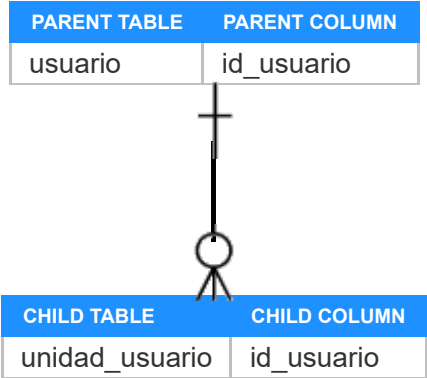 PARENT TABLE PARENT COLUMN
usuario id_usuario
CHILD TABLE CHILD COLUMN
unidad_usuario id_usuario